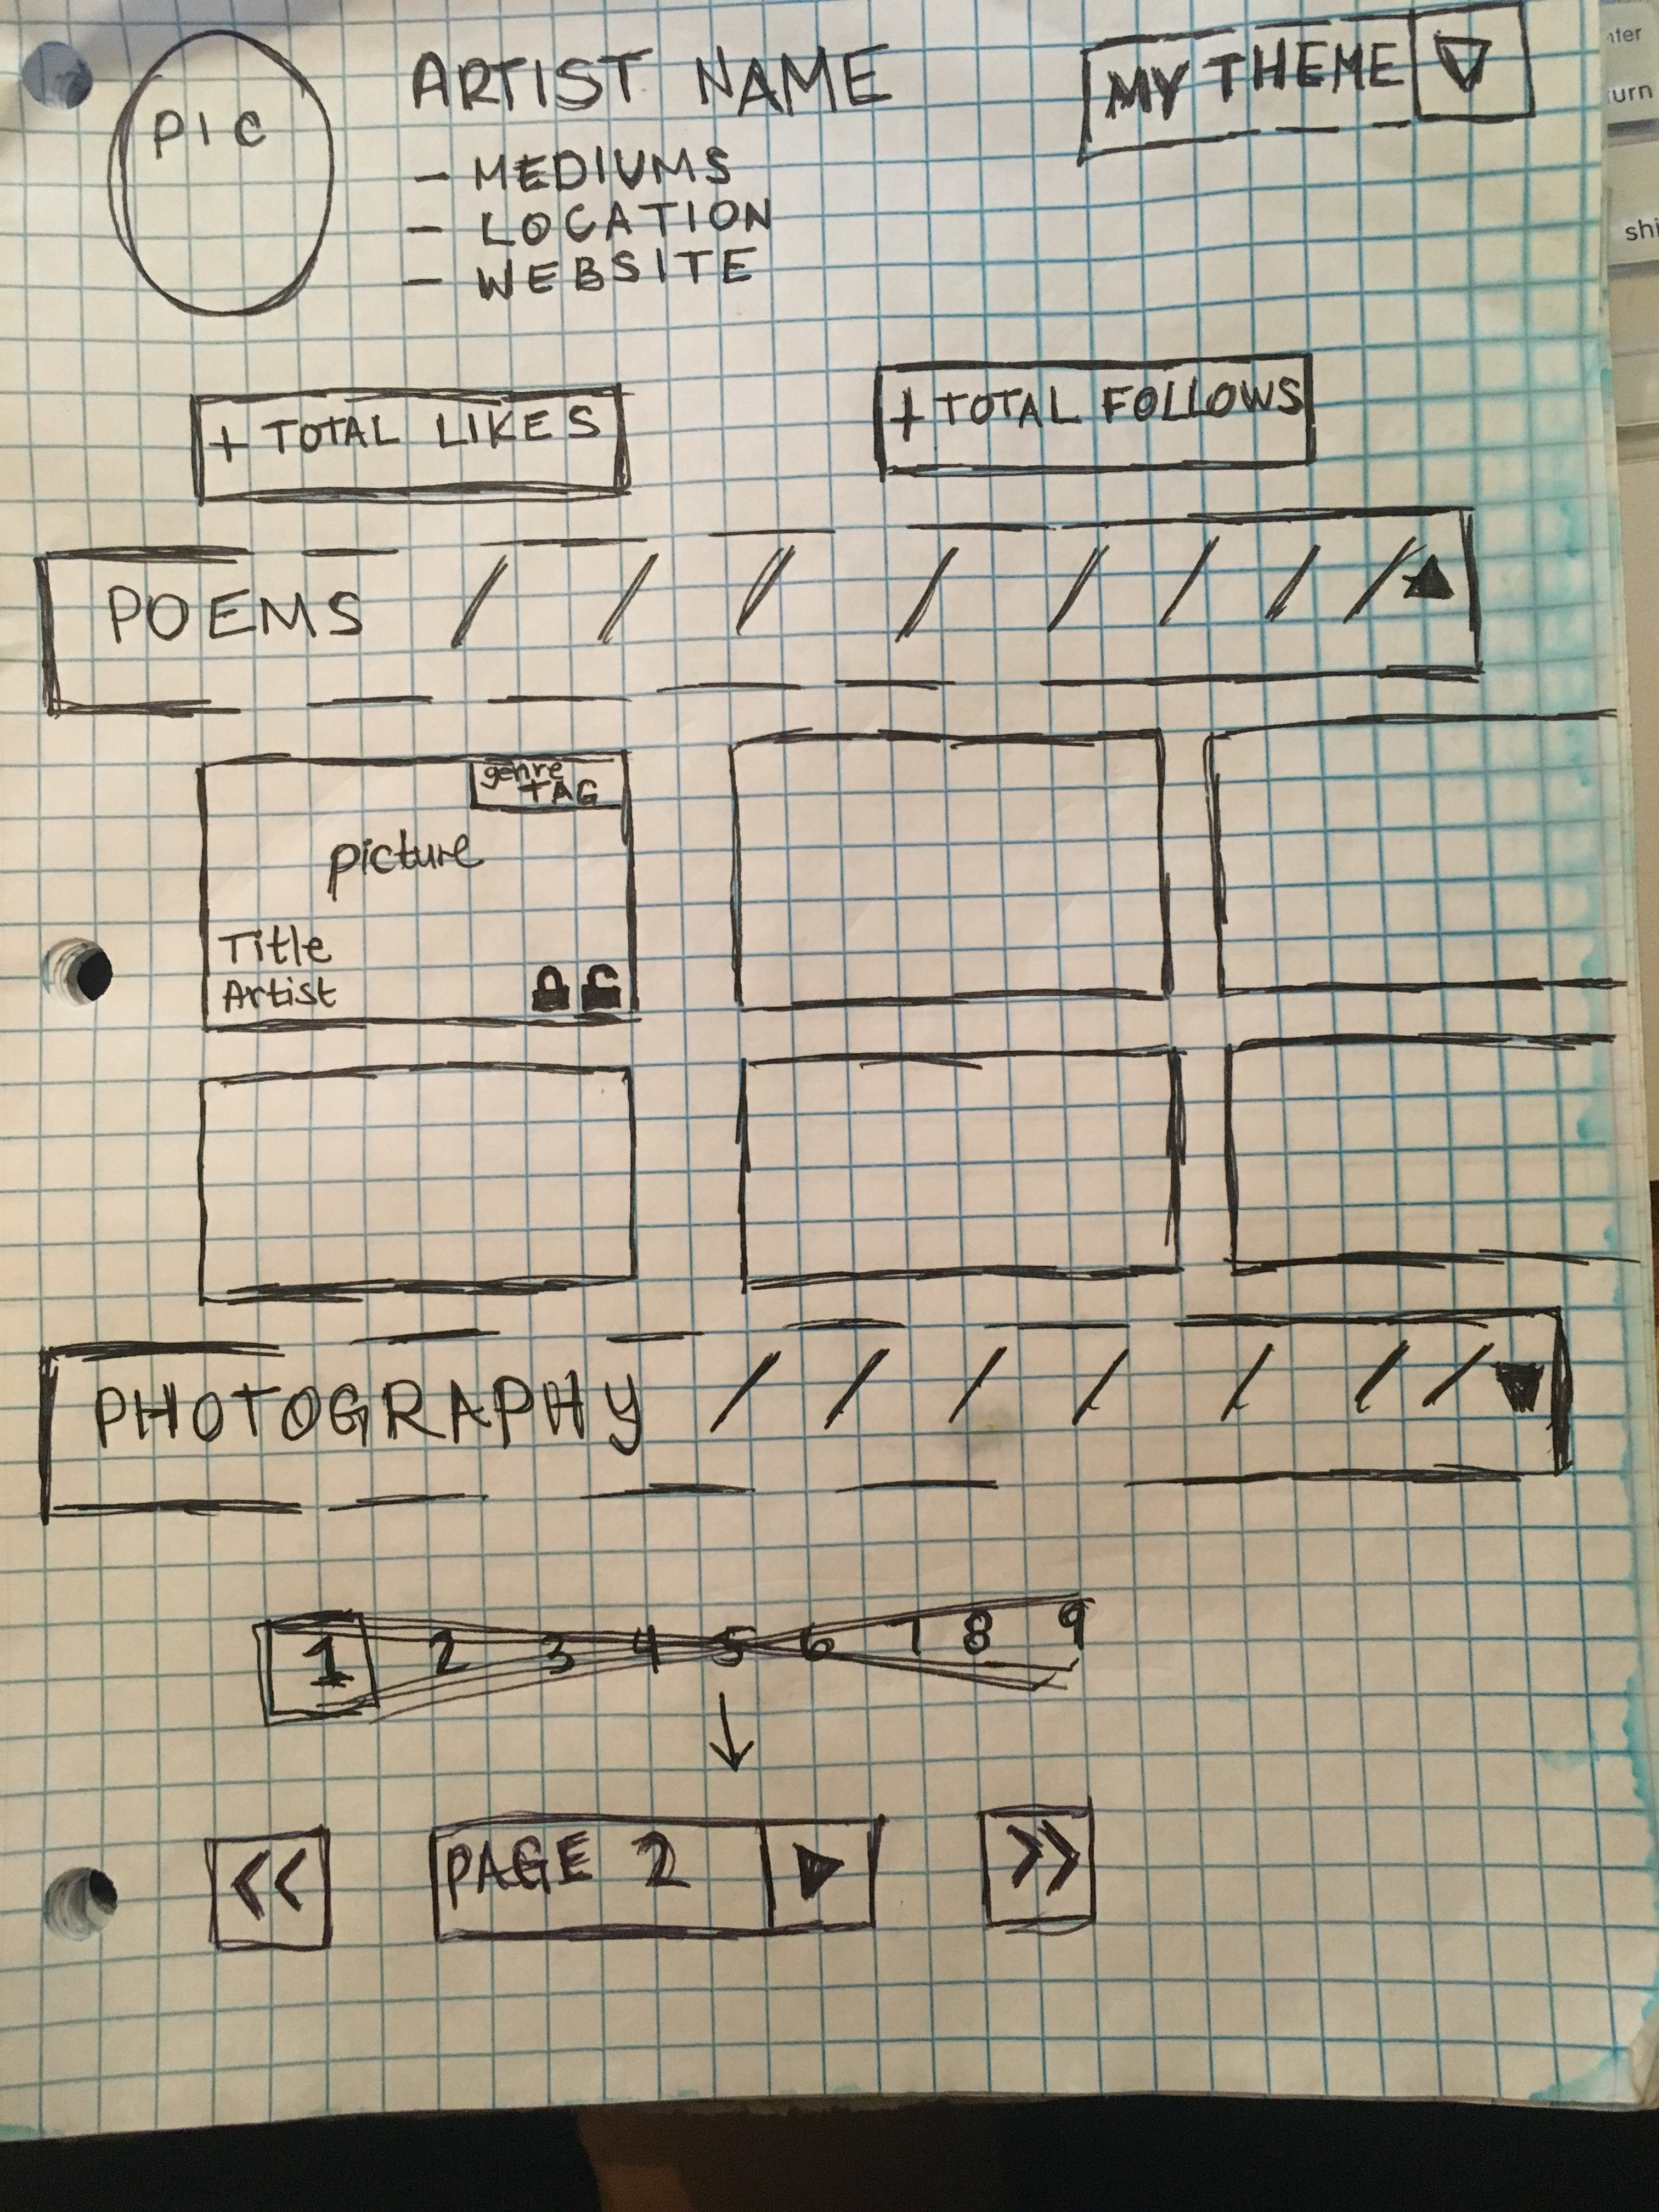 PIC
ARTIST NAME
- MEDIUMS
- LOCATION
- WEBSITE
MY THEME
+ TOTAL LIKES
+ TOTAL FOLLOWS
POEMS
genre
TAG
picture
Title
Artist
PHOTOGRAPHY
1 2 3 4 5 6 7 8 9
<< PAGE 2 >>
shi